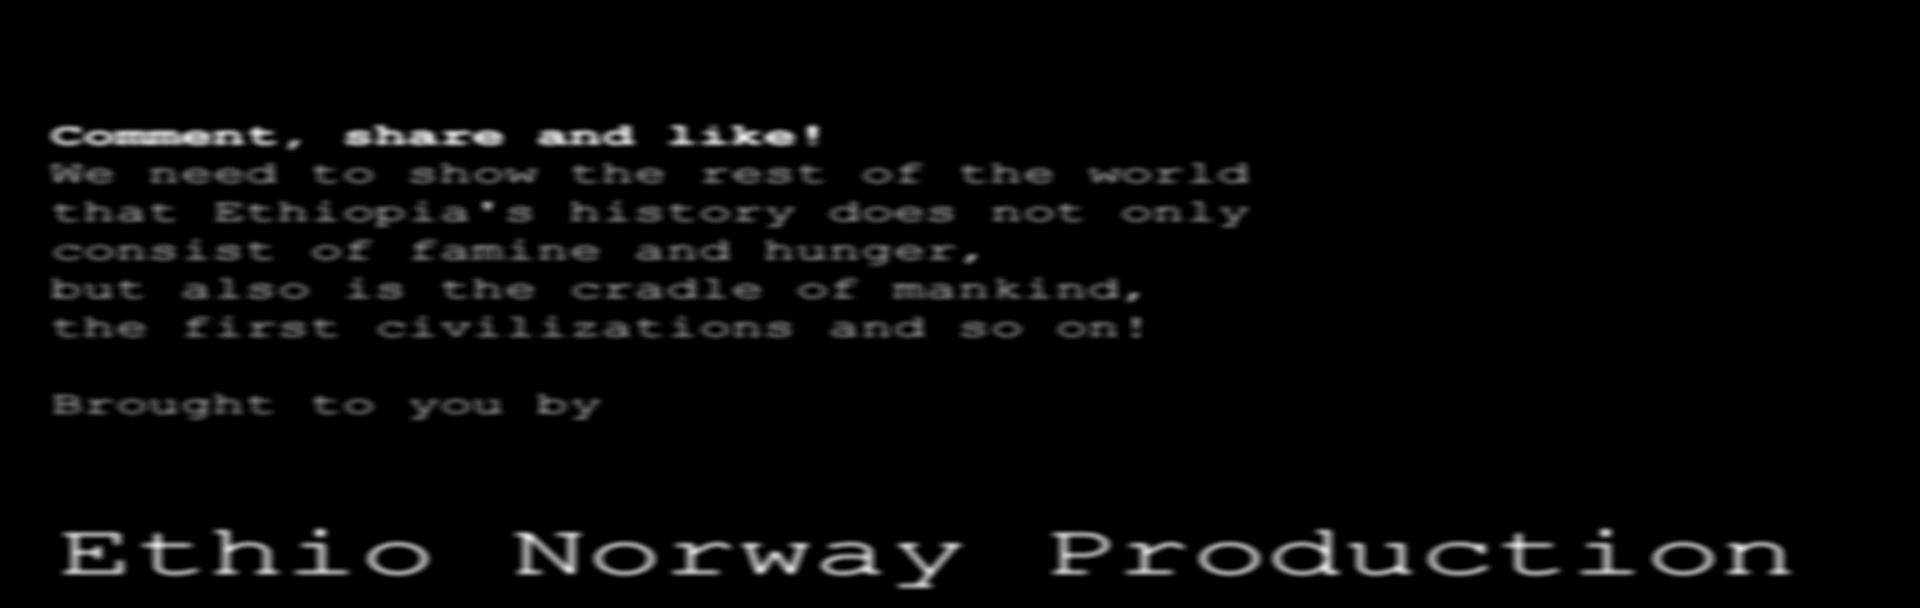 Comment, share and like!
We need to show the rest of the world
that Ethiopia's history does not only
consist of famine and hunger,
but also is the cradle of mankind,
the first civilizations and so on!
Brought to you by
Ethio Norway Production